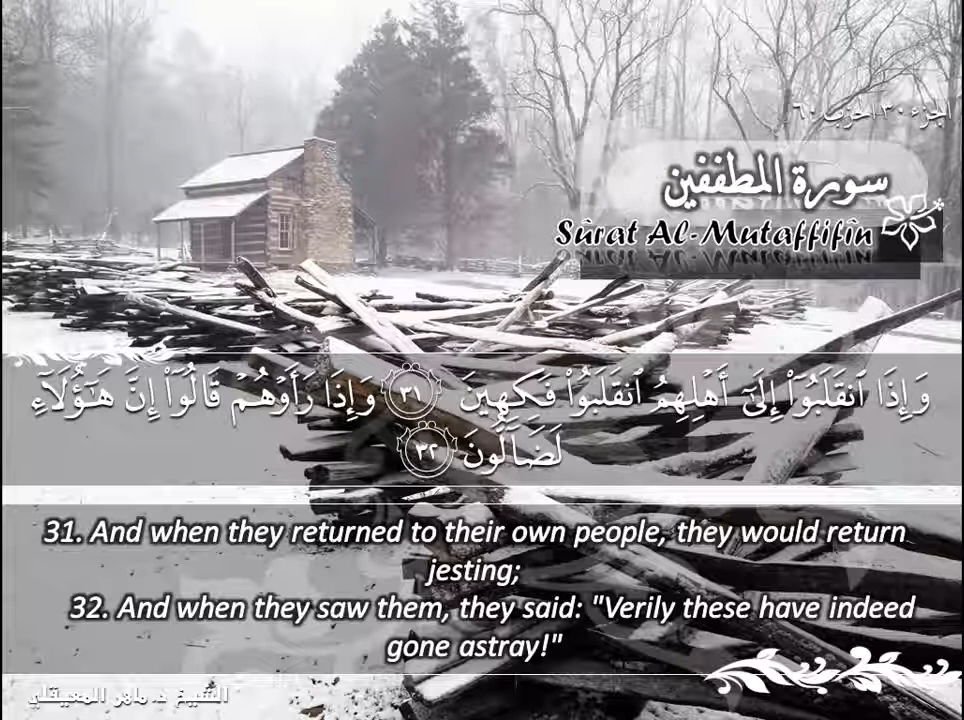 الجزء ٣٠ الحزب ٦٠
سورة المطففين
Sûrat Al-Mutaffifîn
وَإِذَا ٱنقَلَبُوٓا۟ إِلَىٰٓ أَهْلِهِمُ ٱنقَلَبُوا۟ فَكِهِينَ ٣١ وَإِذَا رَأَوْهُمْ قَالُوٓا۟ إِنَّ هَـٰٓؤُلَآءِ
لَضَآلُّونَ ٣٢
31. And when they returned to their own people, they would return
jesting;
32. And when they saw them, they said: "Verily these have indeed
gone astray!"
الشيخ د. ماهر المعيقلي